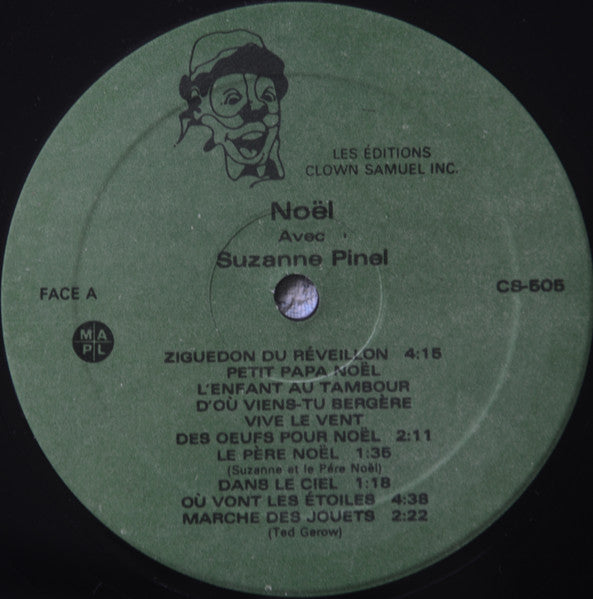 LES ÉDITIONS
CLOWN SAMUEL INC.
Noël
Avec
Suzanne Pinel
FACE A
CS-505
M A
P L
ZIGUEDON DU RÉVEILLON 4:15
PETIT PAPA NOËL
L'ENFANT AU TAMBOUR
D'OÙ VIENS-TU BERGÈRE
VIVE LE VENT
DES OEUFS POUR NOËL 2:11
LE PÈRE NOËL 1:35
(Suzanne et le Père Noël)
DANS LE CIEL 1:18
OÙ VONT LES ÉTOILES 4:38
MARCHE DES JOUETS 2:22
(Ted Gerow)